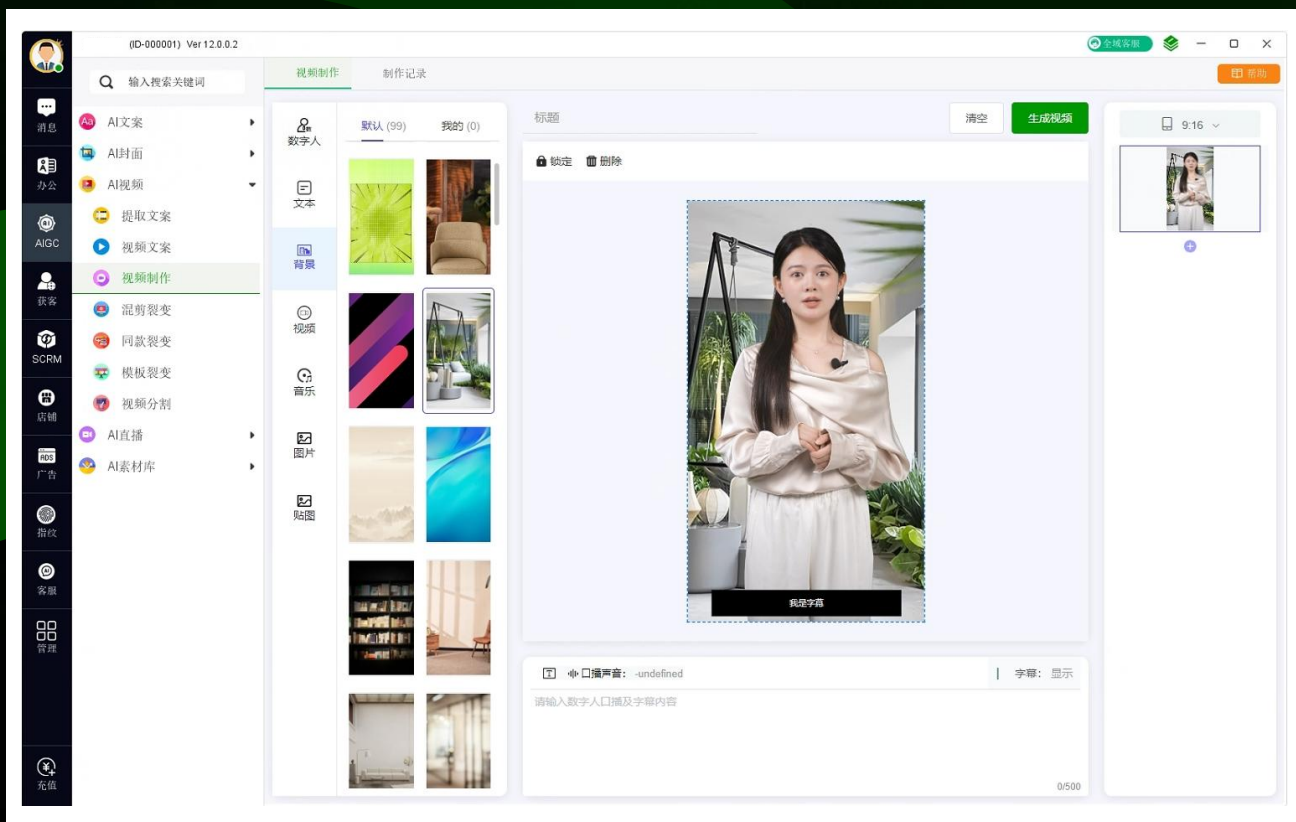 (ID-000001) Ver 12.0.0.2
全域客服
输入搜索关键词
视频制作
制作记录
帮助
消息
办公
AIGC
获客
SCRM
店铺
ADS
广告
指纹
客服
管理
充值
Aa AI文案
AI封面
AI视频
提取文案
视频文案
视频制作
混剪裂变
同款裂变
模板裂变
视频分割
AI直播
AI素材库
数字人
文本
背景
视频
音乐
图片
贴图
默认 (99)
我的 (0)
标题
清空
生成视频
锁定
删除
我是字幕
口播声音: -undefined
字幕: 显示
请输入数字人口播及字幕内容
0/500
9:16